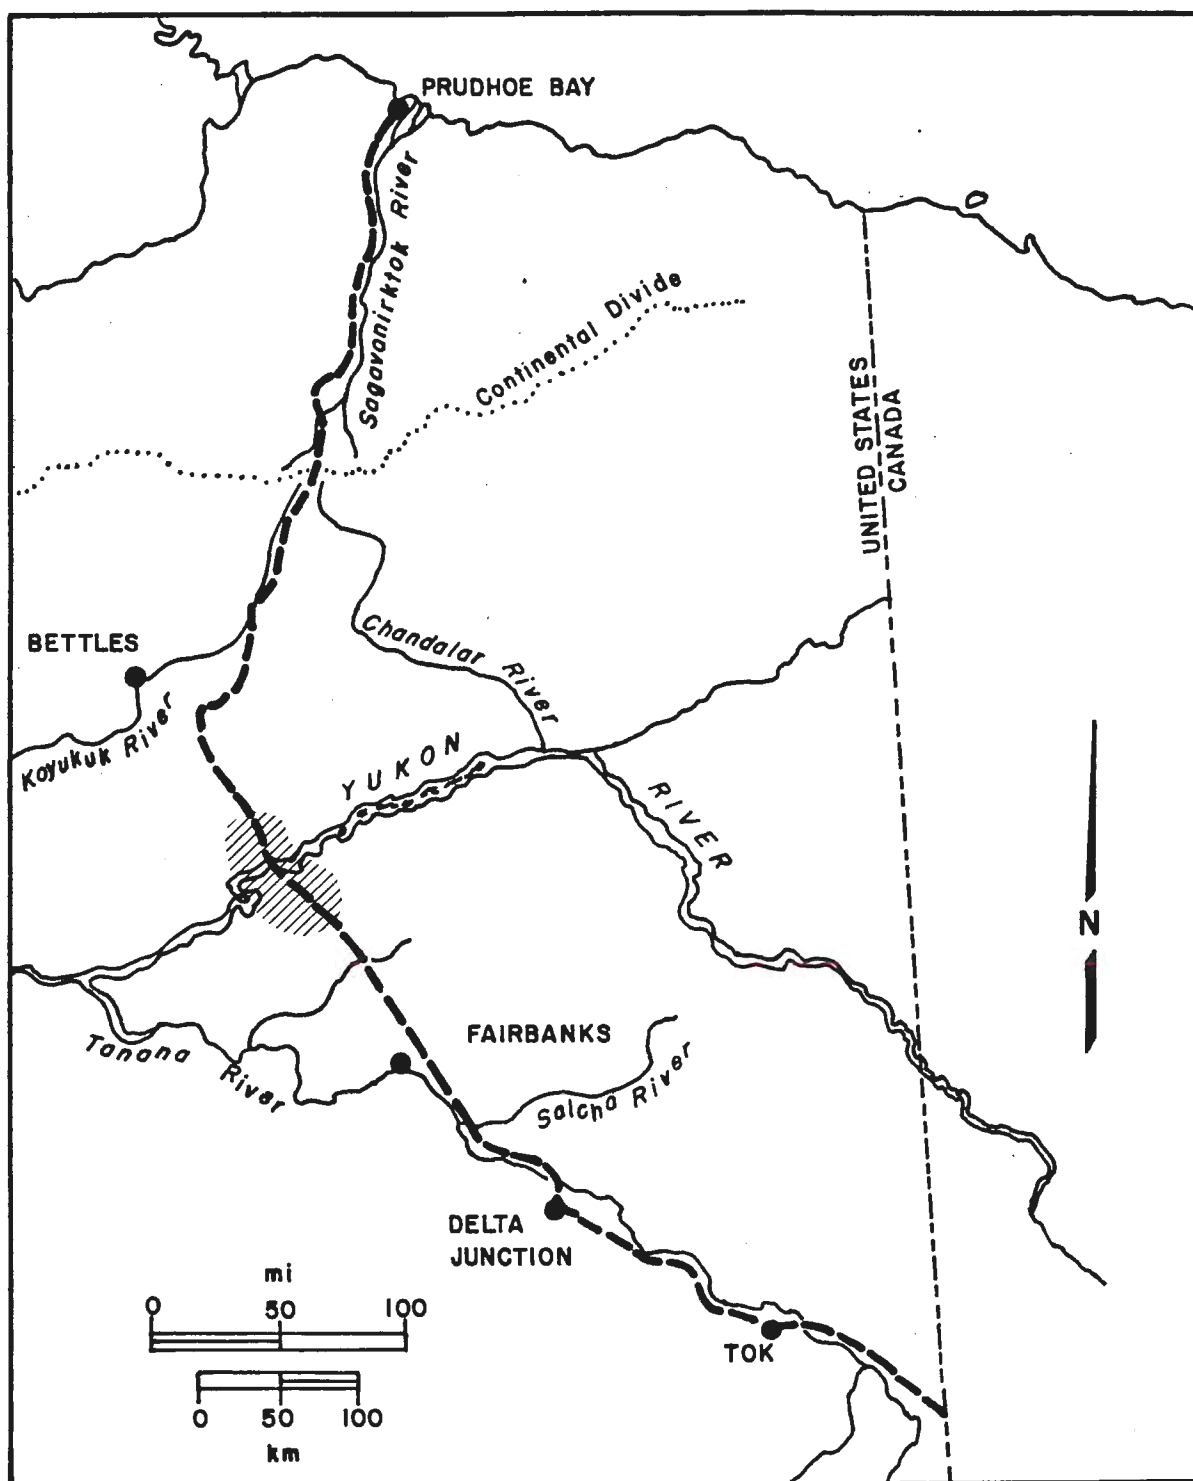 PRUDHOE BAY
Sagavanirktok River
Continental Divide
UNITED STATES
CANADA
BETTLES
Chandalar River
Koyukuk River
YUKON
RIVER
N
Tanana River
FAIRBANKS
Salcha River
DELTA
JUNCTION
TOK
mi
0 50 100
0 50 100
km